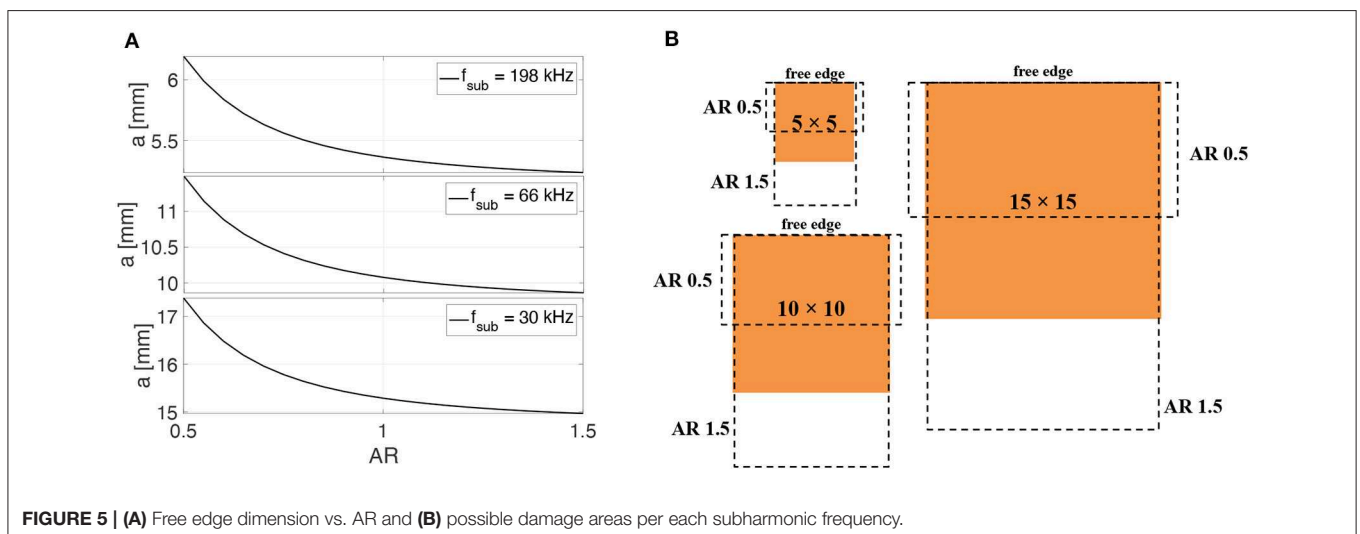 A
6
5.5
a [mm]
f_sub = 198 kHz
11
10.5
10
a [mm]
f_sub = 66 kHz
17
16
15
a [mm]
f_sub = 30 kHz
0.5 1 1.5
AR
B
free edge
AR 0.5
5 × 5
AR 1.5
free edge
AR 0.5
10 × 10
AR 1.5
free edge
AR 0.5
15 × 15
AR 1.5
FIGURE 5 | (A) Free edge dimension vs. AR and (B) possible damage areas per each subharmonic frequency.